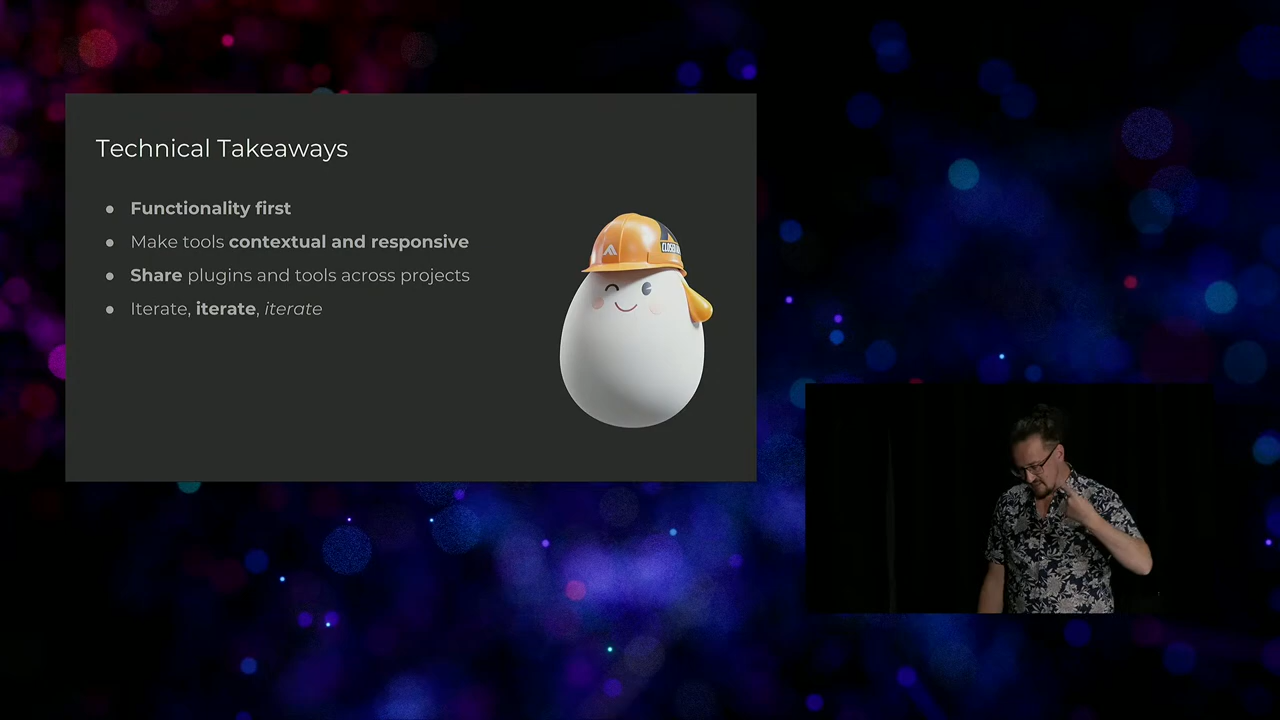 Technical Takeaways
● Functionality first
● Make tools contextual and responsive
● Share plugins and tools across projects
● Iterate, iterate, iterate